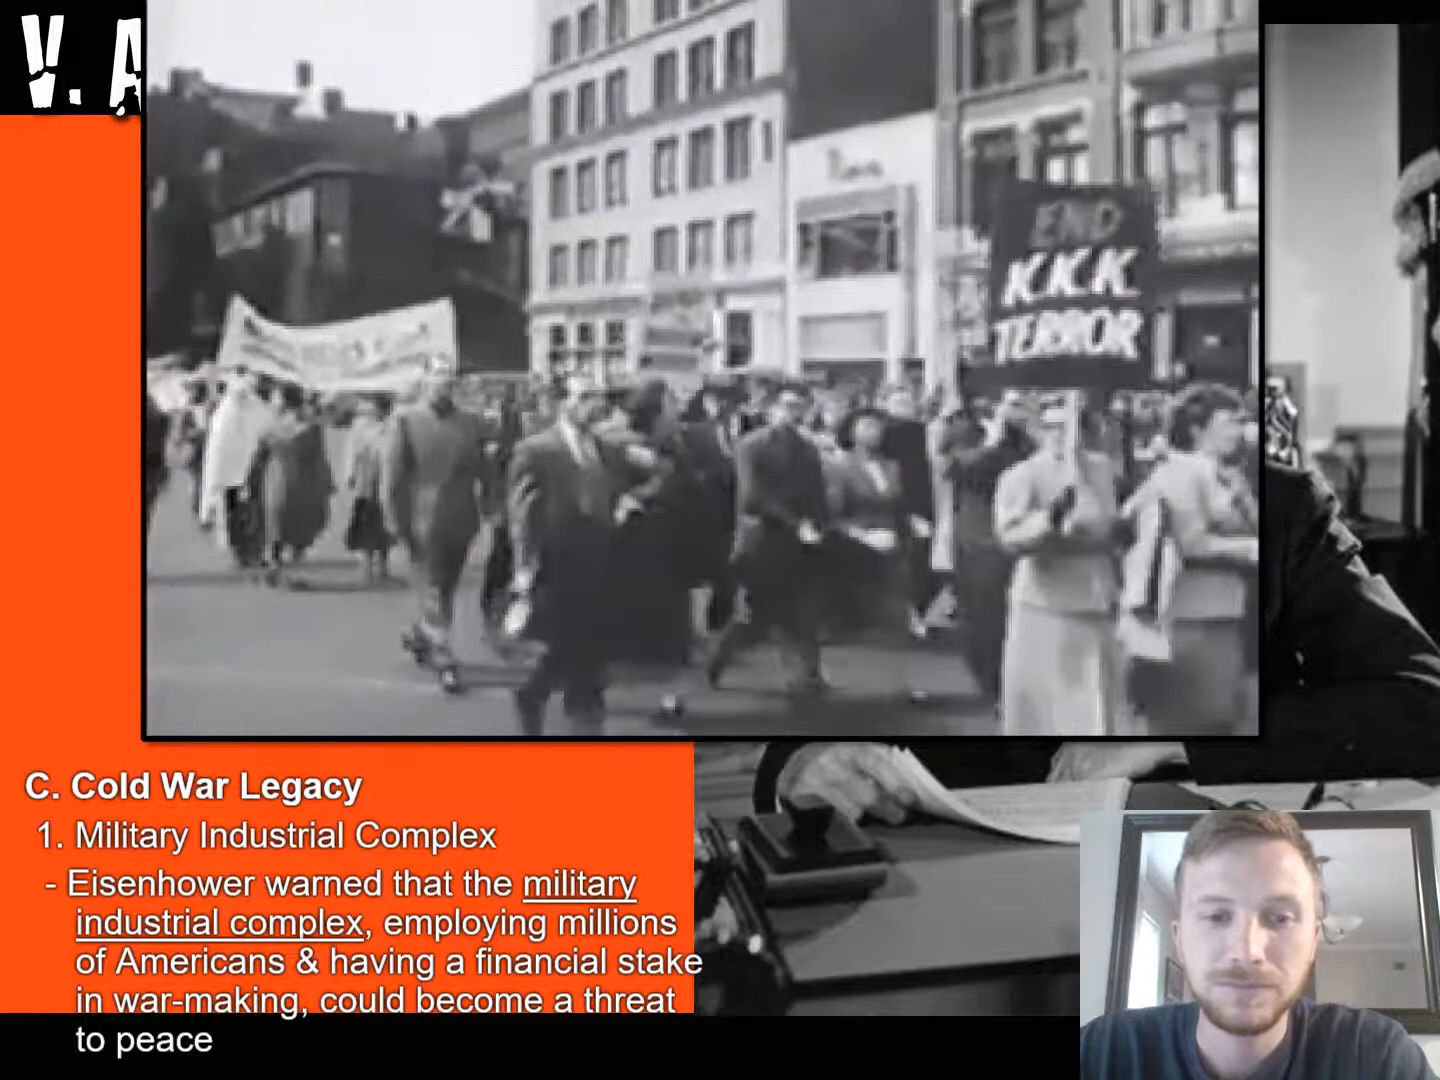 V. A
END
KKK
TERROR
C. Cold War Legacy
1. Military Industrial Complex
- Eisenhower warned that the military
industrial complex, employing millions
of Americans & having a financial stake
in war-making, could become a threat
to peace